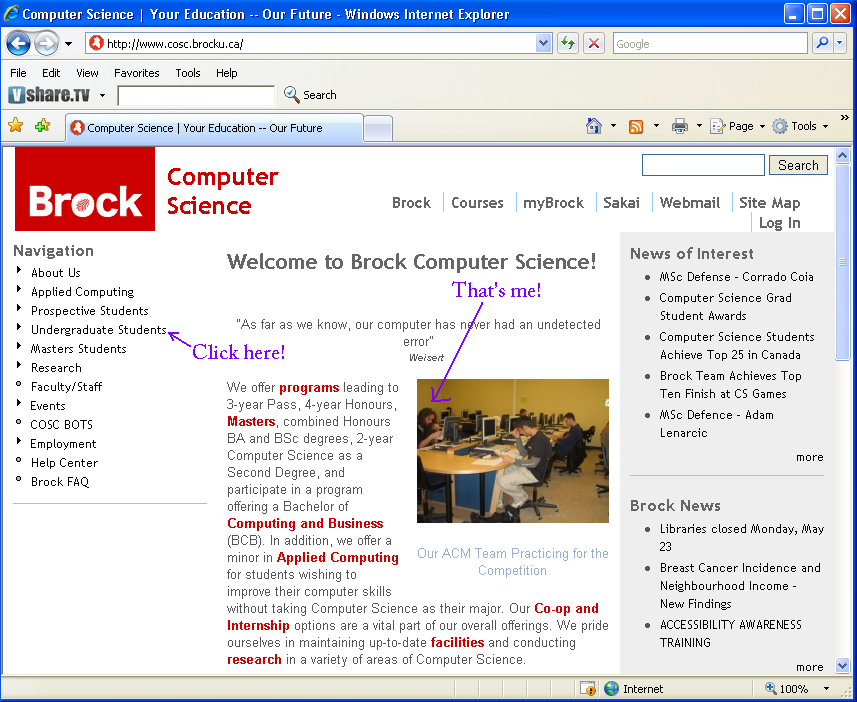 Computer Science | Your Education -- Our Future - Windows Internet Explorer
http://www.cosc.brocku.ca/
Google
File Edit View Favorites Tools Help
Vshare.TV
Search
Computer Science | Your Education -- Our Future
Page Tools
Brock
Computer
Science
Search
Brock Courses myBrock Sakai Webmail Site Map
Log In
Navigation
About Us
Applied Computing
Prospective Students
Undergraduate Students
Masters Students
Research
Faculty/Staff
Events
COSC BOTS
Employment
Help Center
Brock FAQ
Click here!
Welcome to Brock Computer Science!
That's me!
"As far as we know, our computer has never had an undetected
error"
Weisert
We offer programs leading to
3-year Pass, 4-year Honours,
Masters, combined Honours
BA and BSc degrees, 2-year
Computer Science as a
Second Degree, and
participate in a program
offering a Bachelor of
Computing and Business
(BCB). In addition, we offer a
minor in Applied Computing
for students wishing to
improve their computer skills
without taking Computer Science as their major. Our Co-op and
Internship options are a vital part of our overall offerings. We pride
ourselves in maintaining up-to-date facilities and conducting
research in a variety of areas of Computer Science.
Our ACM Team Practicing for the
Competition
News of Interest
MSc Defense - Corrado Coia
Computer Science Grad
Student Awards
Computer Science Students
Achieve Top 25 in Canada
Brock Team Achieves Top
Ten Finish at CS Games
MSc Defence - Adam
Lenarcic
more
Brock News
Libraries closed Monday, May
23
Breast Cancer Incidence and
Neighbourhood Income -
New Findings
ACCESSIBILITY AWARENESS
TRAINING
more
Internet
100%